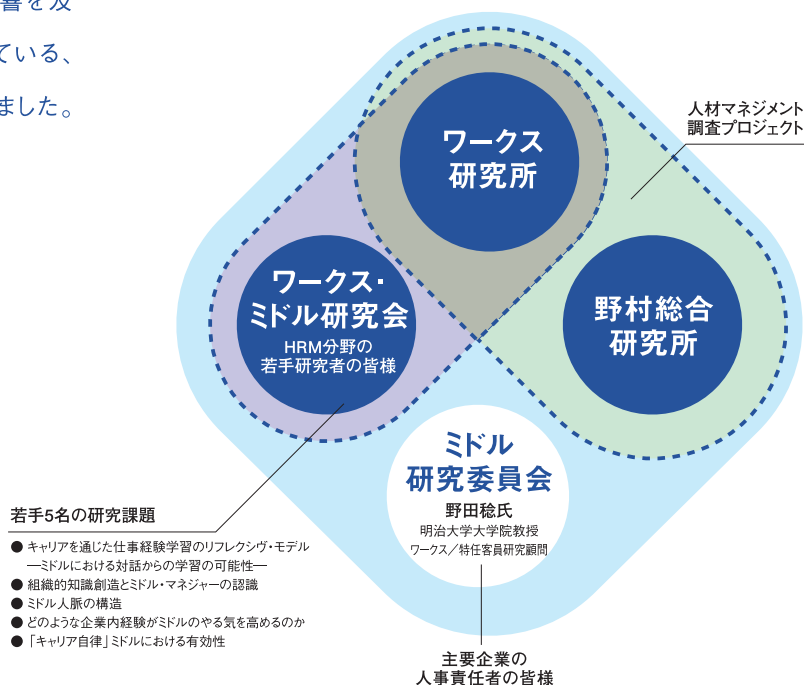 響を及
ている、
ました。
ワークス
研究所
人材マネジメント
調査プロジェクト
ワークス・
ミドル研究会
HRM分野の
若手研究者の皆様
野村総合
研究所
ミドル
研究委員会
野田稔氏
明治大学大学院教授
ワークス／特任客員研究顧問
若手5名の研究課題
● キャリアを通じた仕事経験学習のリフレクシヴ・モデル
―ミドルにおける対話からの学習の可能性―
● 組織的知識創造とミドル・マネジャーの認識
● ミドル人脈の構造
● どのような企業内経験がミドルのやる気を高めるのか
● 「キャリア自律」ミドルにおける有効性
主要企業の
人事責任者の皆様